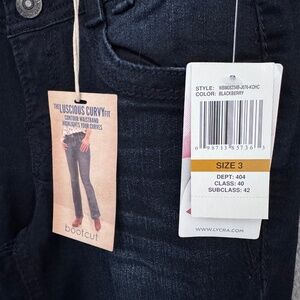 THE LUSCIOUS CURVY FIT
CONTOUR WAISTBAND
HIGHLIGHTS YOUR CURVES
bootcut
STYLE:
COLOR: BLACKBERRY
SIZE 3
DEPT: 404
CLASS: 40
SUBCLASS: 42
WWW.LYCRA.COM